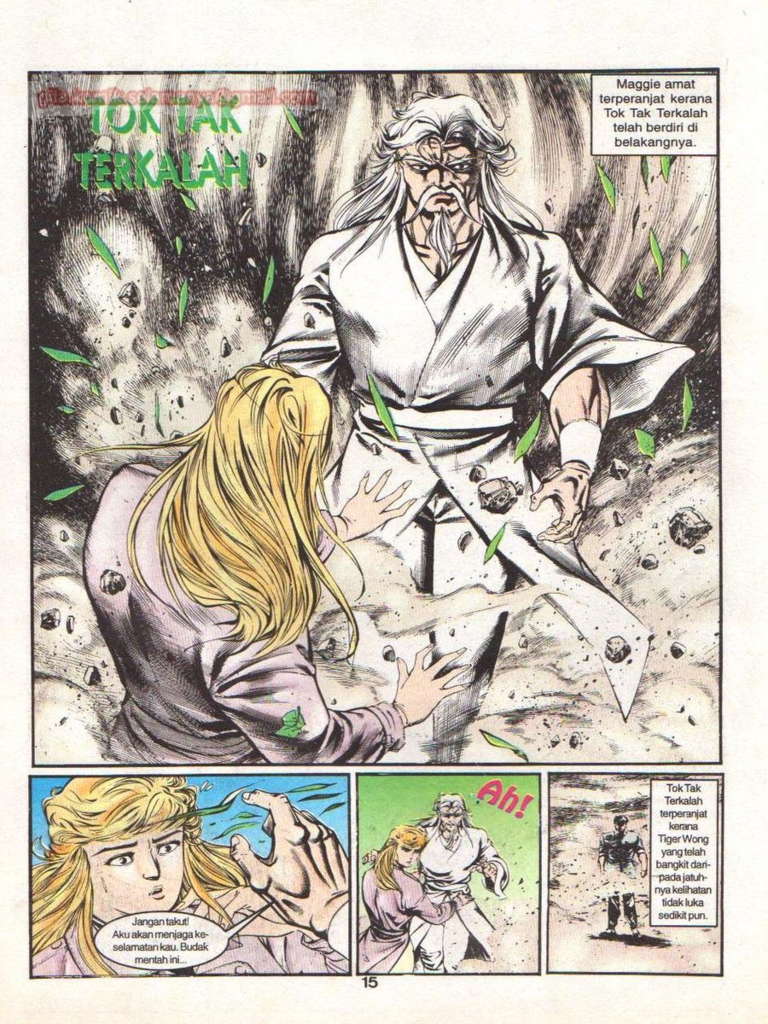 TOK TAK
TERKALAH
Maggie amat
terperanjat kerana
Tok Tak Terkalah
telah berdiri di
belakangnya.
Jangan takut!
Aku akan menjaga ke-
selamatan kau. Budak
mentah ini...
Ah!
Tok Tak
Terkalah
terperanjat
kerana
Tiger Wong
yang telah
bangkit dari-
pada jatuh-
nya kelihatan
tidak luka
sedikit pun.
15